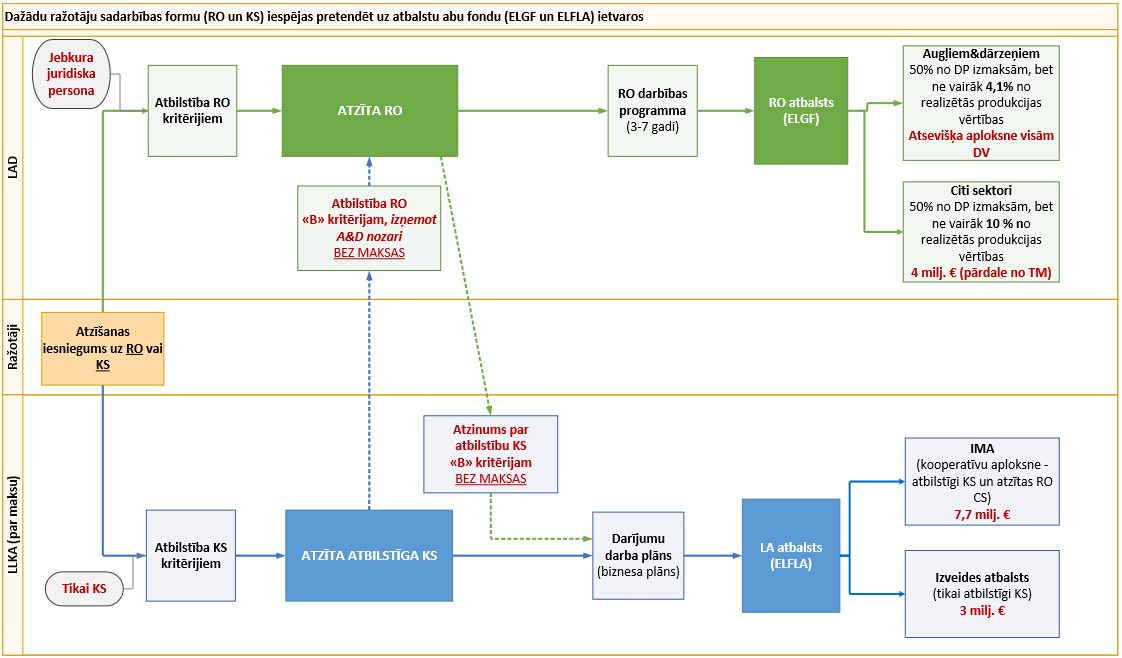 Dažādu ražotāju sadarbības formu (RO un KS) iespējas pretendēt uz atbalstu abu fondu (ELGF un ELFLA) ietvaros
LAD
Jebkura
juridiska
persona
Atbilstība RO
kritērijiem
ATZĪTA RO
RO darbības
programma
(3-7 gadi)
RO atbalsts
(ELGF)
Augļiem&dārzeņiem
50% no DP izmaksām, bet
ne vairāk 4,1% no
realizētās produkcijas
vērtības
Atsevišķa aploksne visām
DV
Atbilstība RO
«B» kritērijam, izņemot
A&D nozari
BEZ MAKSAS
Citi sektori
50% no DP izmaksām, bet
ne vairāk 10 % no
realizētās produkcijas
vērtības
4 milj. € (pārdale no TM)
Ražotāji
Atzīšanas
iesniegums uz RO vai
KS
LLKA (par maksu)
Atzinums par
atbilstību KS
«B» kritērijam
BEZ MAKSAS
Tikai KS
Atbilstība KS
kritērijiem
ATZĪTA ATBILSTĪGA KS
Darījumu
darba plāns
(biznesa plāns)
LA atbalsts
(ELFLA)
IMA
(kooperatīvu aploksne -
atbilstīgi KS un atzītas RO
CS)
7,7 milj. €
Izveides atbalsts
(tikai atbilstīgi KS)
3 milj. €